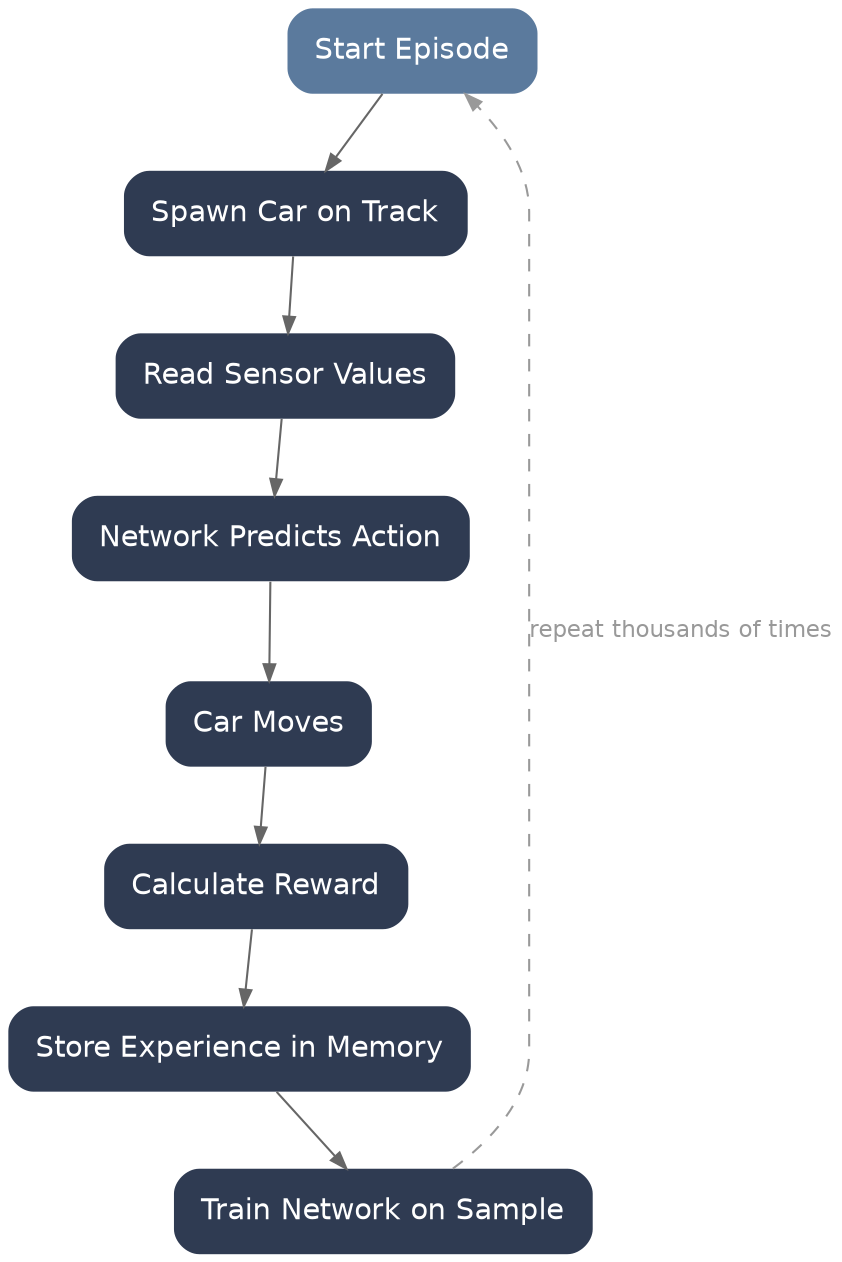 Start Episode
Spawn Car on Track
Read Sensor Values
Network Predicts Action
repeat thousands of times
Car Moves
Calculate Reward
Store Experience in Memory
Train Network on Sample